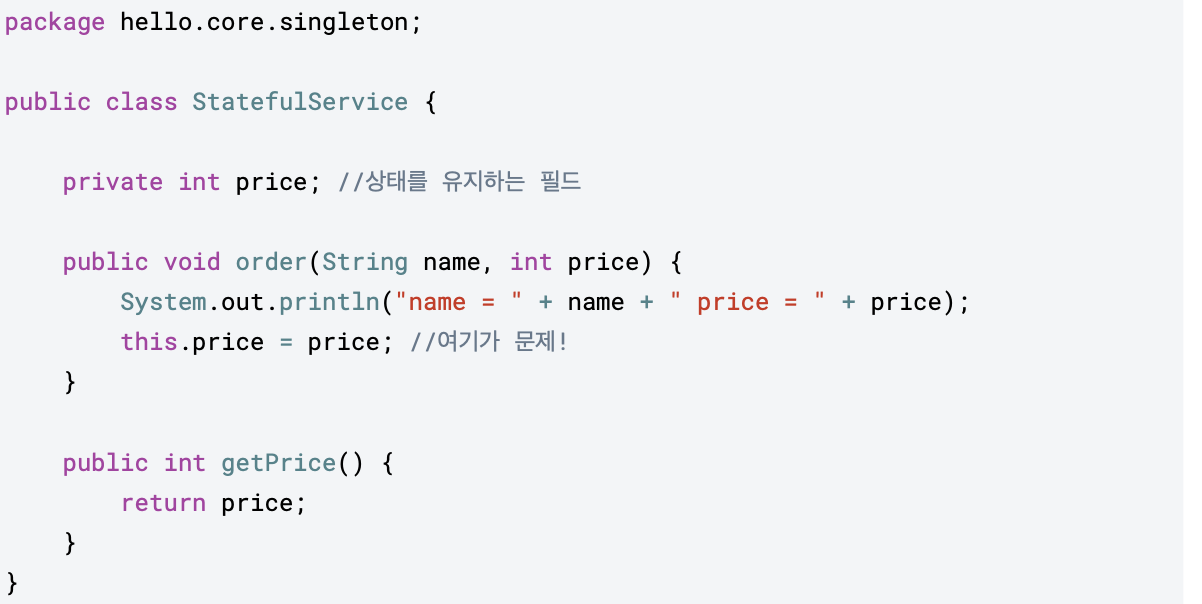 package hello.core.singleton;
public class StatefulService {
private int price; //상태를 유지하는 필드
public void order(String name, int price) {
System.out.println("name = " + name + " price = " + price);
this.price = price; //여기가 문제!
}
public int getPrice() {
return price;
}
}